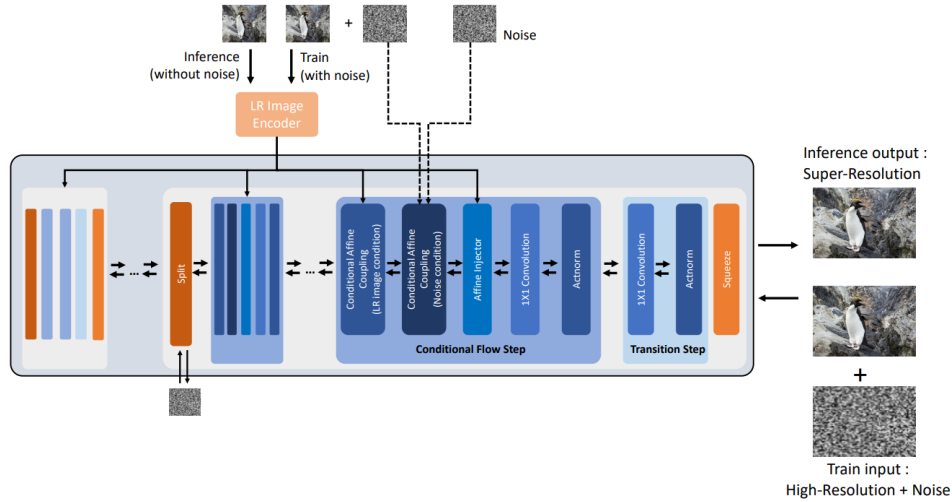 +
Noise
Inference
(without noise)
Train
(with noise)
LR Image
Encoder
Inference output :
Super-Resolution
Split
...
...
Conditional Affine
Coupling
(LR image condition)
Conditional Affine
Coupling
(Noise condition)
Affine Injector
1X1 Convolution
Actnorm
1X1 Convolution
Actnorm
Squeeze
Conditional Flow Step
Transition Step
+
Train input :
High-Resolution + Noise